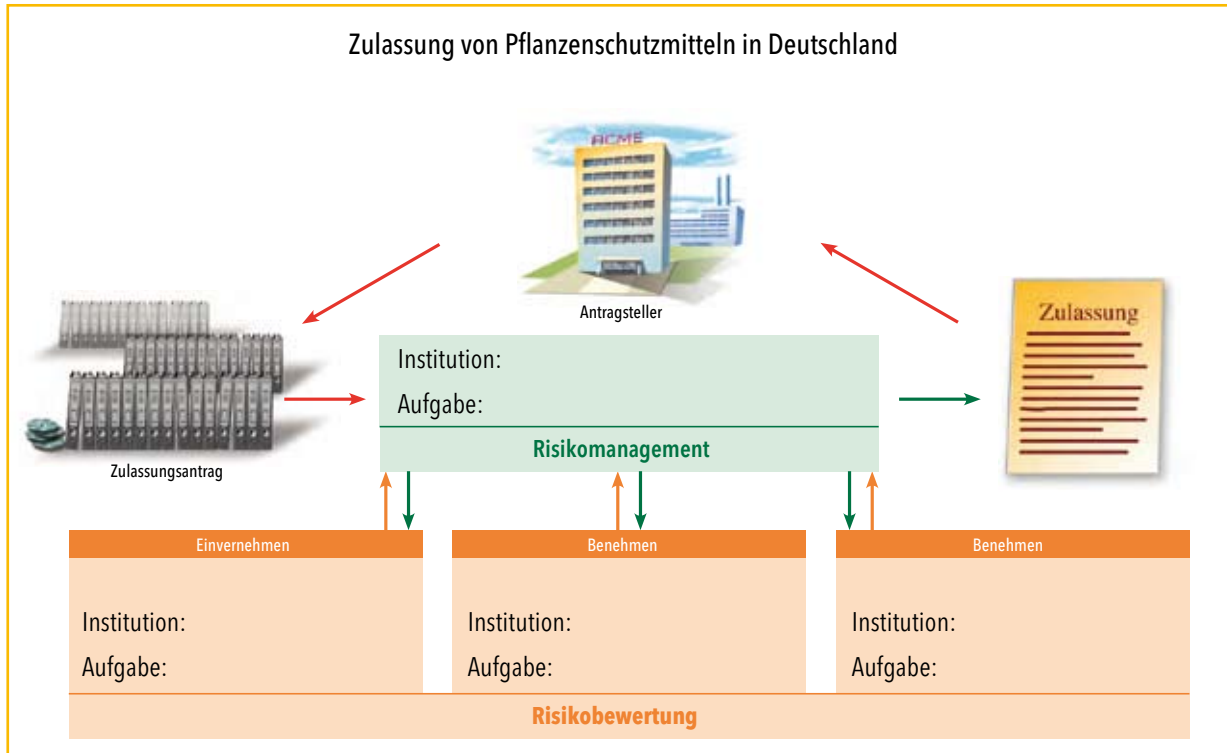 Zulassung von Pflanzenschutzmitteln in Deutschland
ACME
Antragsteller
Zulassung
Institution:
Aufgabe:
Risikomanagement
Zulassungsantrag
Einvernehmen
Benehmen
Benehmen
Institution:
Institution:
Institution:
Aufgabe:
Aufgabe:
Aufgabe:
Risikobewertung